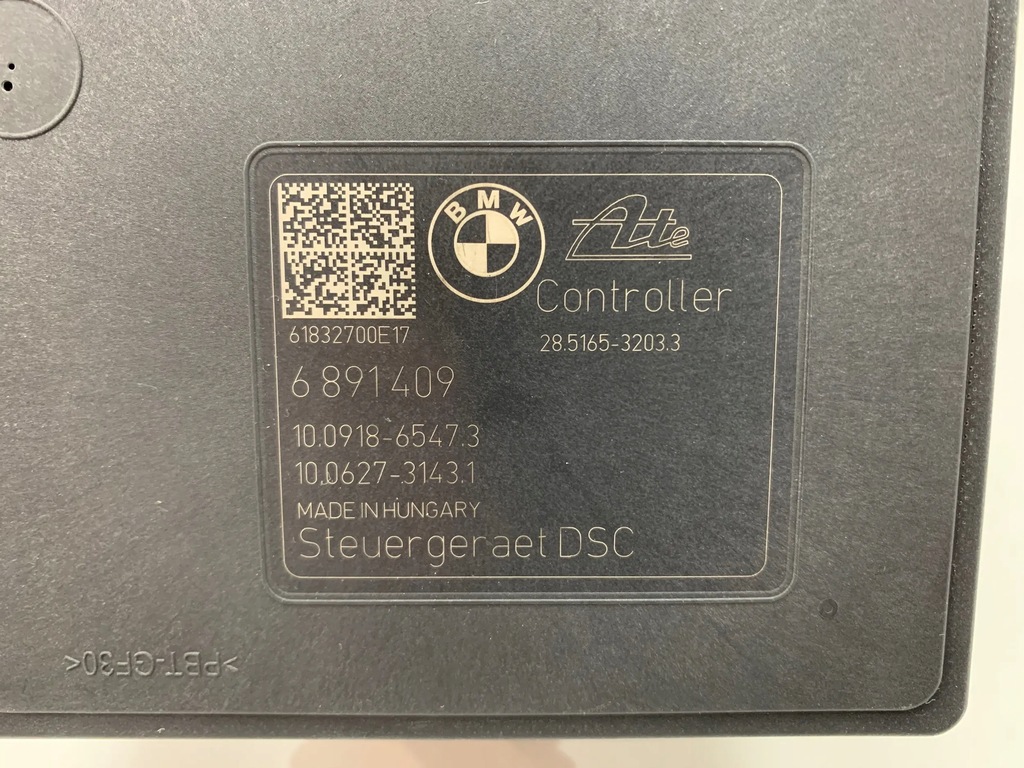 BMW
Ate
Controller
61832700E17
28.5165-3203.3
6 891 409
10.0918-6547.3
10.0627-3143.1
MADE IN HUNGARY
Steuergeraet DSC
>PBT-GF30<